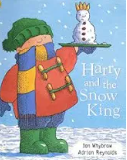 Harry
and the
Snow
King
Ian Whybrow
Adrian Reynolds